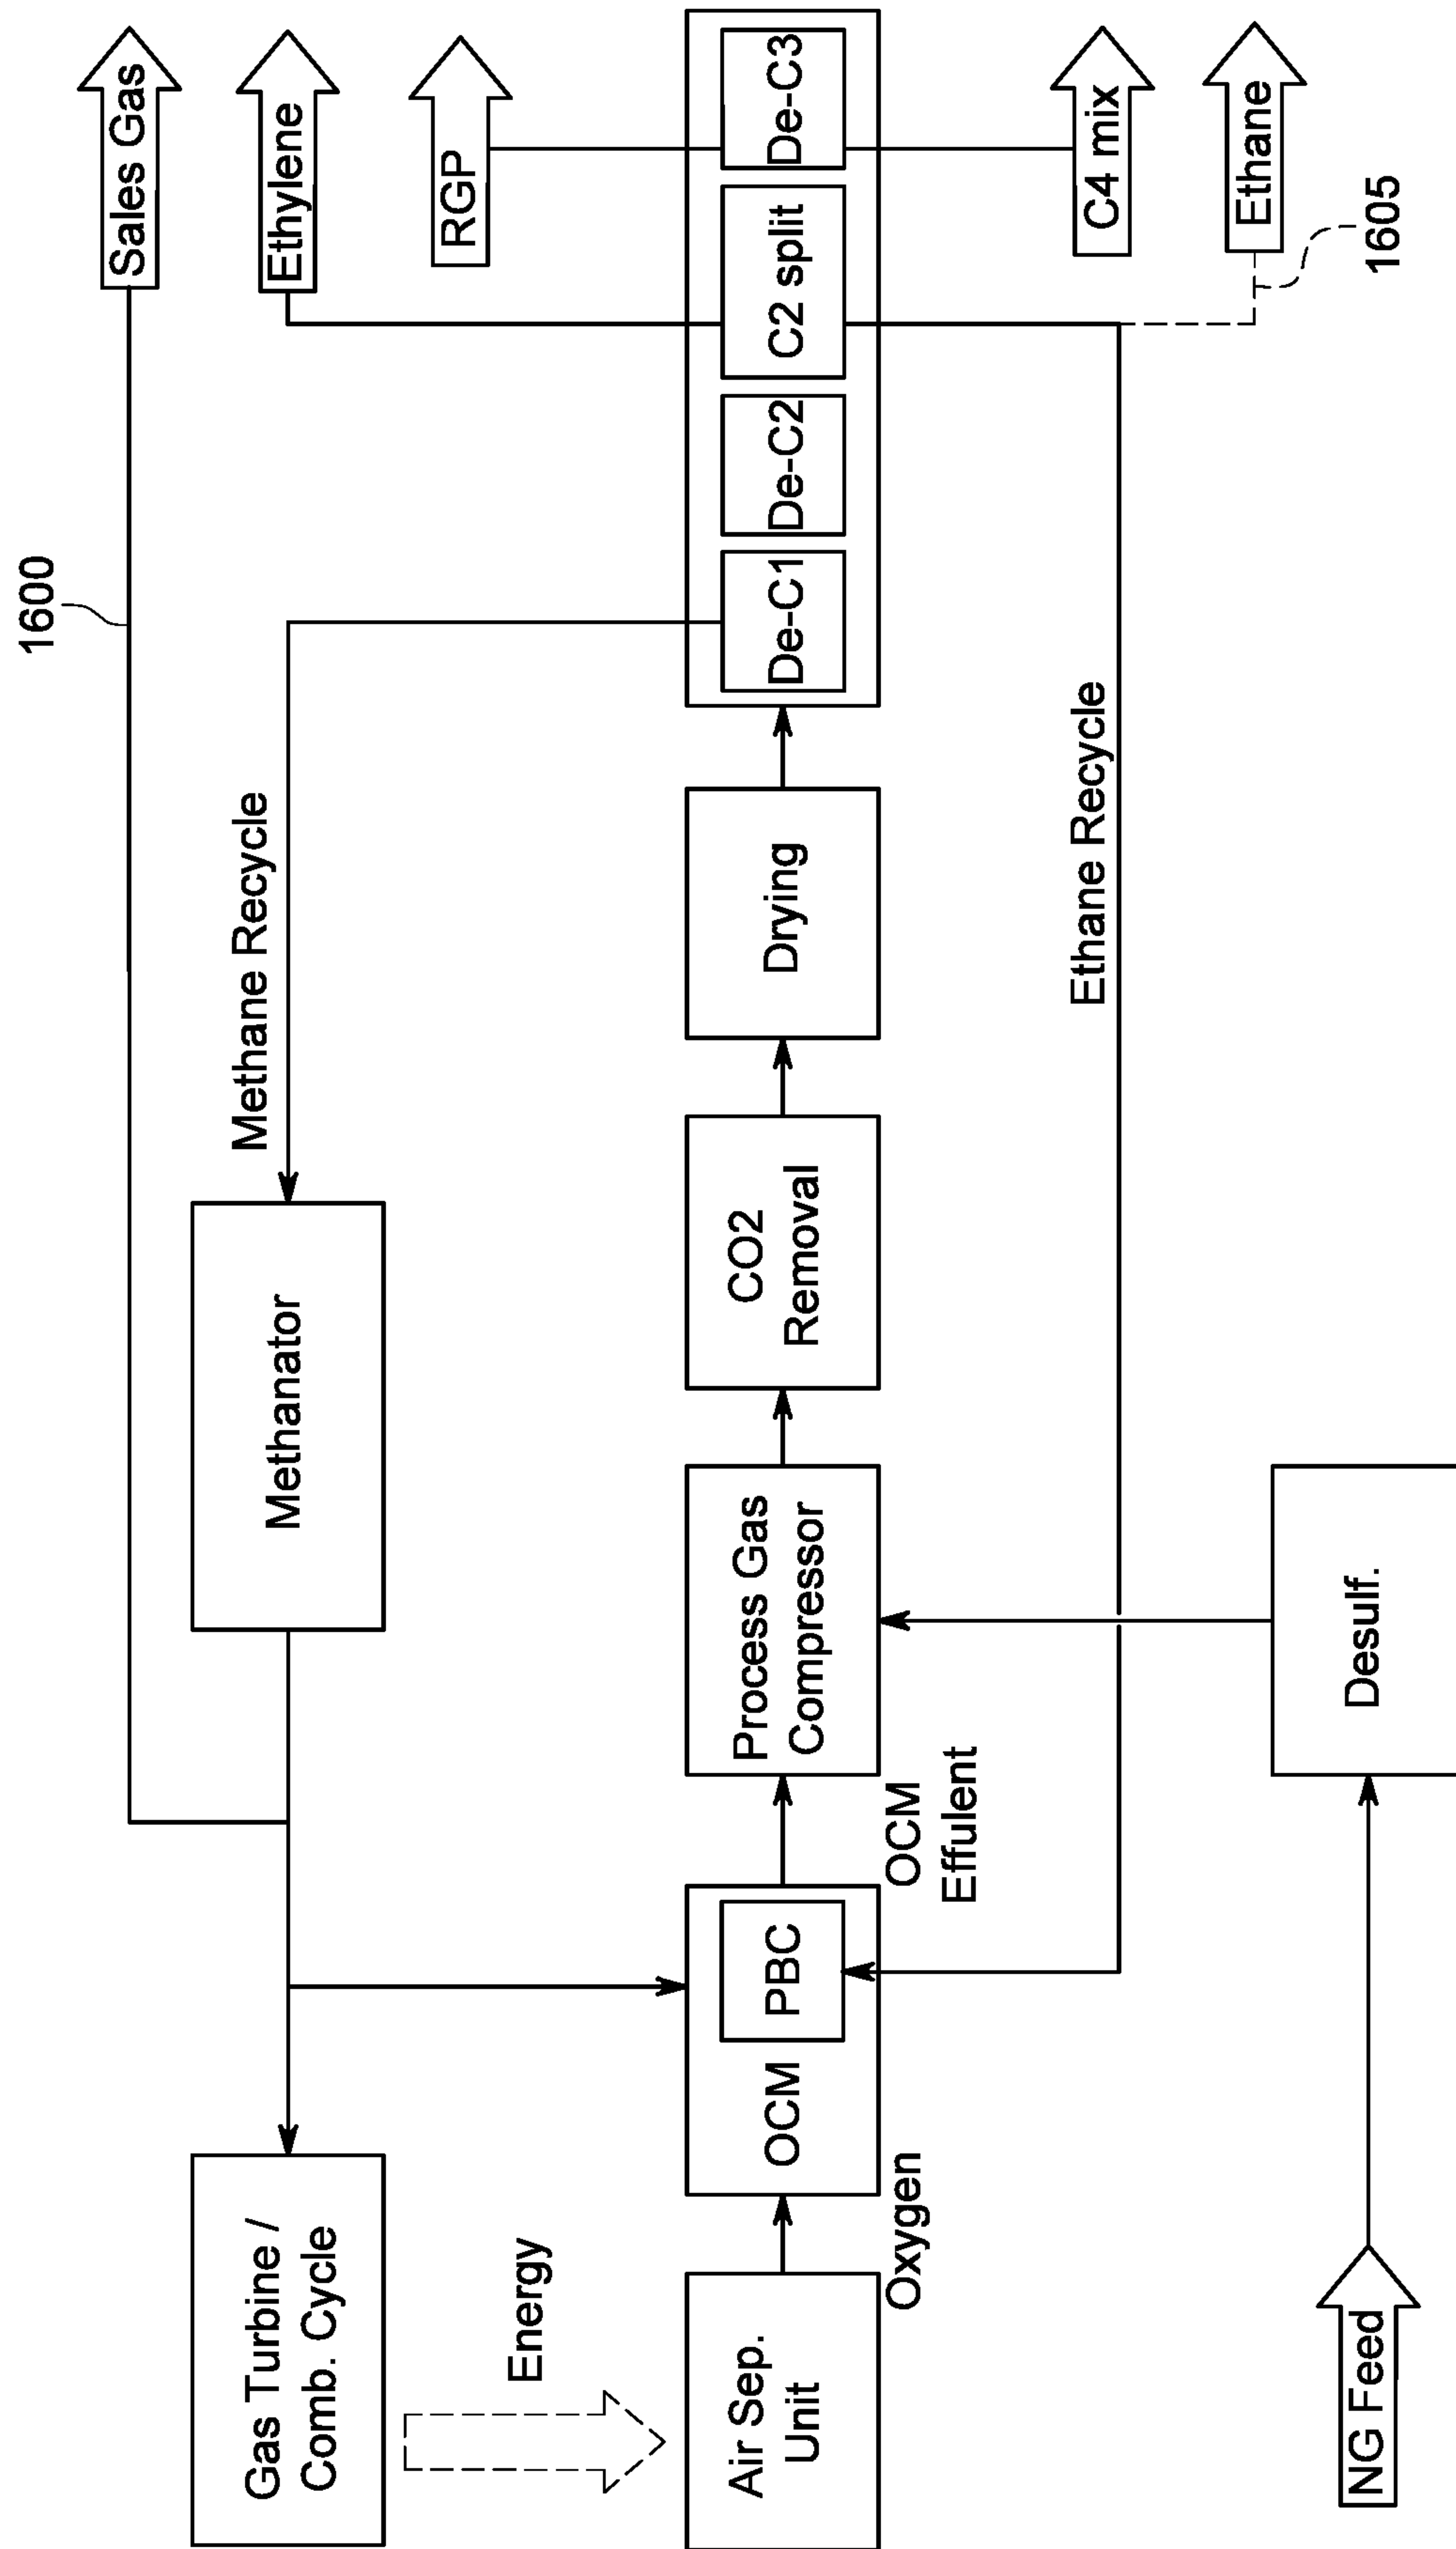 1600
Sales Gas
Methane Recycle
Ethylene
Gas Turbine /
Comb. Cycle
Methanator
RGP
Energy
Air Sep.
Unit
OCM
PBC
Process Gas
Compressor
CO2
Removal
Drying
De-C1
De-C2
C2 split
De-C3
Oxygen
OCM
Effulent
Ethane Recycle
C4 mix
Ethane
NG Feed
Desulf.
1605